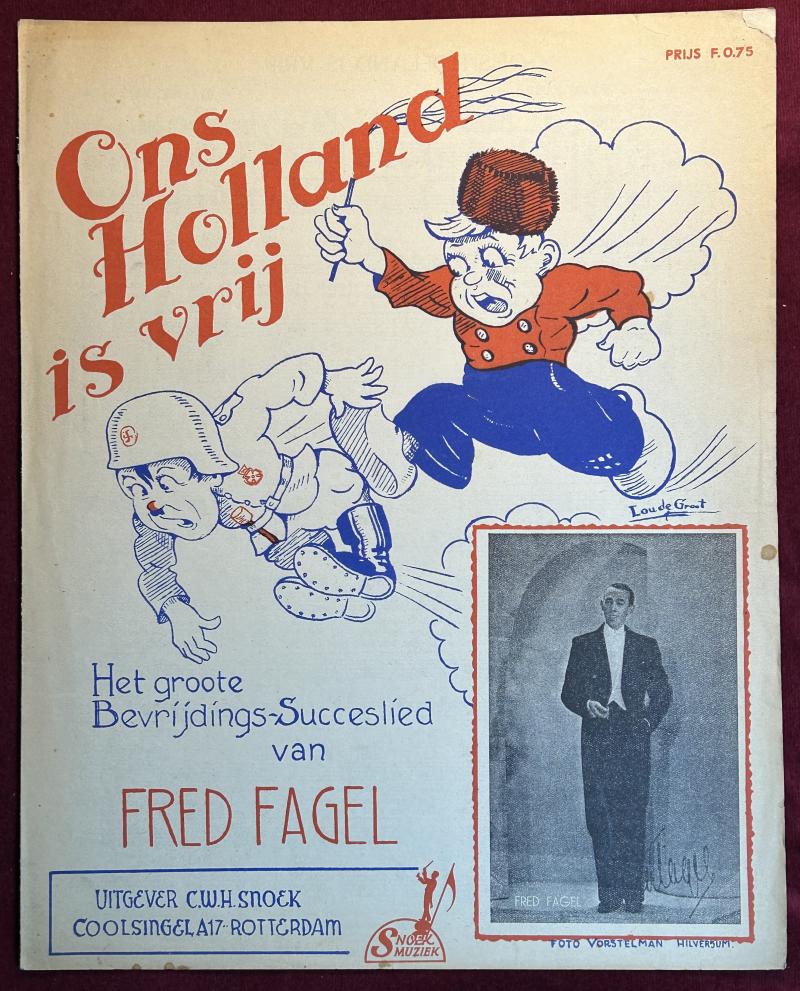 PRIJS F. 0.75
Ons
Holland
is vrij
Lou de Groot
Het groote
Bevrijdings-Succeslied
van
FRED FAGEL
UITGEVER C.W.H. SNOEK
COOLSINGEL A17-ROTTERDAM
SNOEK
MUZIEK
Fagel
FRED FAGEL
FOTO VORSTELMAN HILVERSUM.